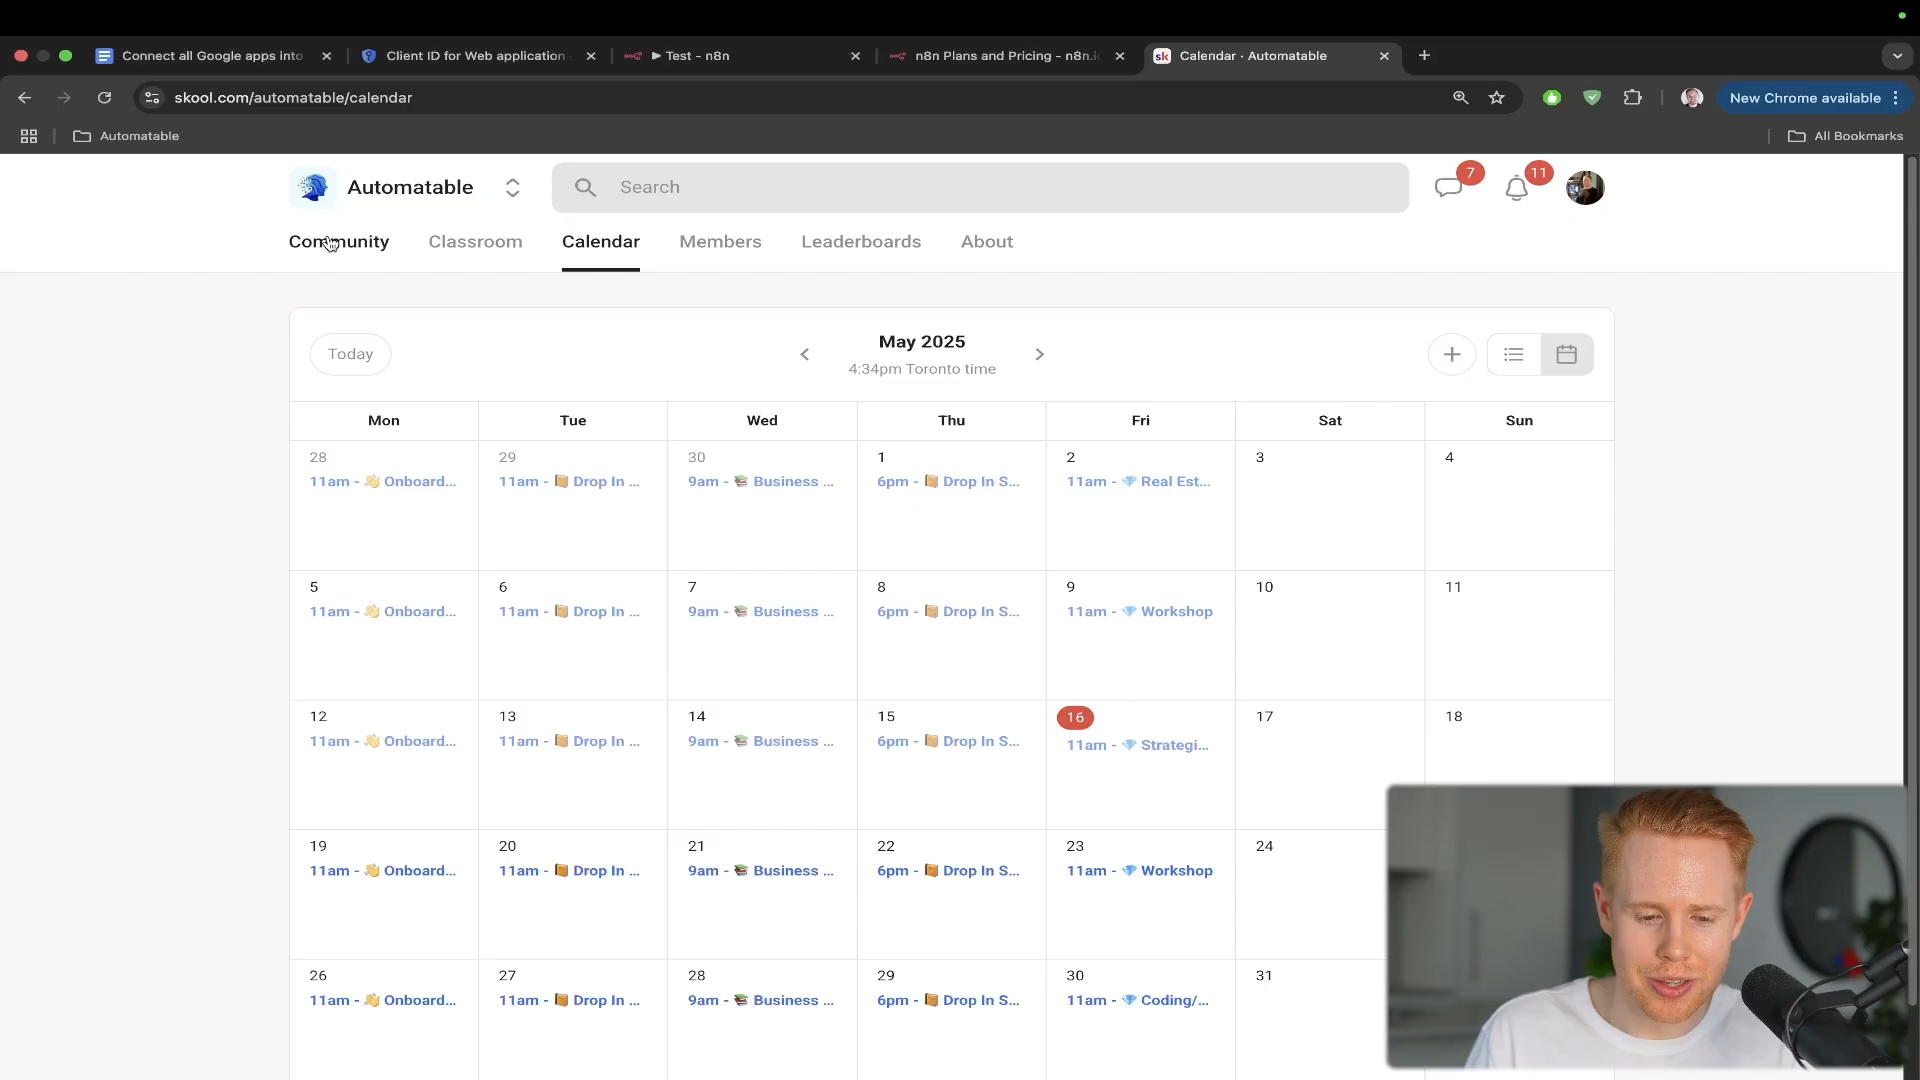 Connect all Google apps into
Client ID for Web application
▶ Test - n8n
n8n Plans and Pricing - n8n.i
sk Calendar · Automatable
skool.com/automatable/calendar
New Chrome available
Automatable
All Bookmarks
Automatable
Search
7
11
Community
Classroom
Calendar
Members
Leaderboards
About
Today
May 2025
4:34pm Toronto time
Mon
Tue
Wed
Thu
Fri
Sat
Sun
28
29
30
1
2
3
4
11am - 👋 Onboard...
11am - 📔 Drop In ...
9am - 📚 Business ...
6pm - 📔 Drop In S...
11am - 💎 Real Est...
5
6
7
8
9
10
11
11am - 👋 Onboard...
11am - 📔 Drop In ...
9am - 📚 Business ...
6pm - 📔 Drop In S...
11am - 💎 Workshop
12
13
14
15
16
17
18
11am - 👋 Onboard...
11am - 📔 Drop In ...
9am - 📚 Business ...
6pm - 📔 Drop In S...
11am - 💎 Strategi...
19
20
21
22
23
24
11am - 👋 Onboard...
11am - 📔 Drop In ...
9am - 📚 Business ...
6pm - 📔 Drop In S...
11am - 💎 Workshop
26
27
28
29
30
31
11am - 👋 Onboard...
11am - 📔 Drop In ...
9am - 📚 Business ...
6pm - 📔 Drop In S...
11am - 💎 Coding/...